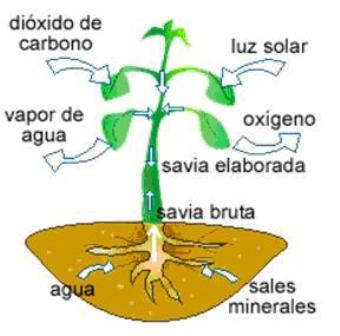 dióxido de
carbono
luz solar
vapor de
agua
oxígeno
savia elaborada
savia bruta
agua
sales
minerales